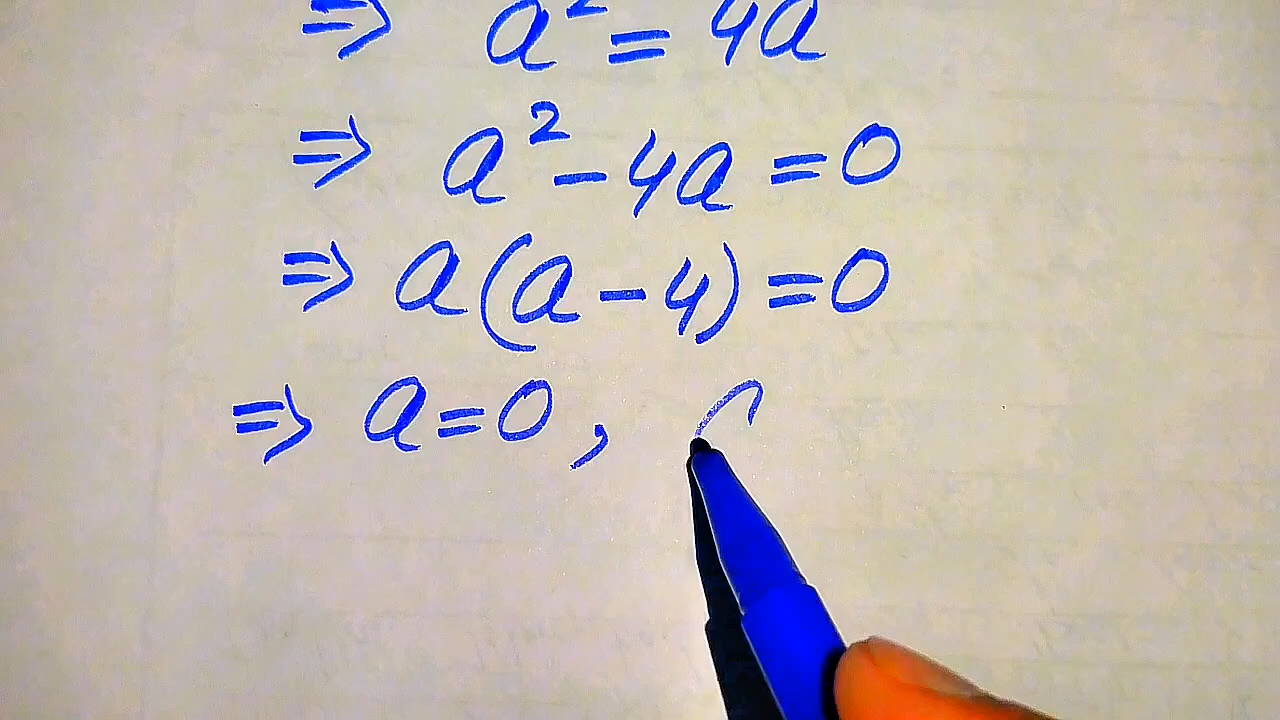 ⇒ a² = 4a
⇒ a² - 4a = 0
⇒ a(a - 4) = 0
⇒ a = 0 ,